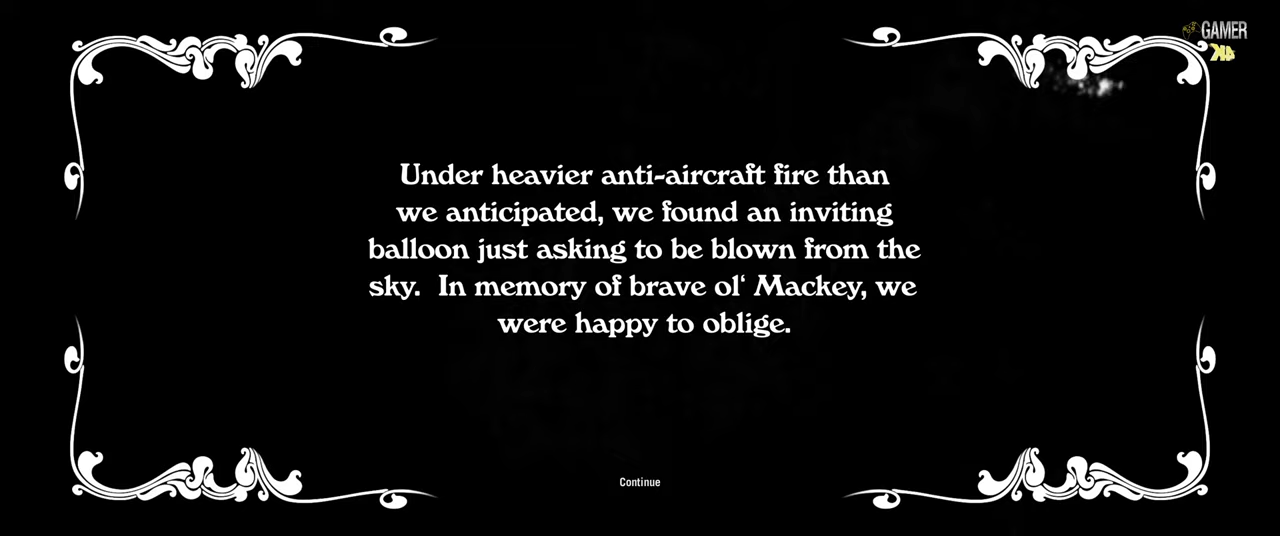 GAMER
4K
Under heavier anti-aircraft fire than
we anticipated, we found an inviting
balloon just asking to be blown from the
sky.  In memory of brave ol‘ Mackey, we
were happy to oblige.
Continue